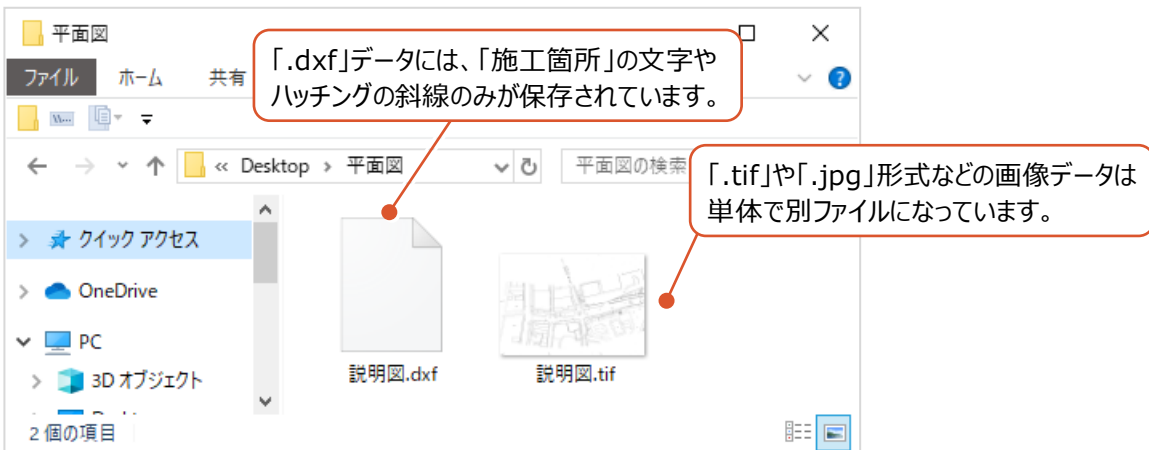 平面図
「.dxf」データには、「施工箇所」の文字や
ハッチングの斜線のみが保存されています。
ファイル ホーム 共有
« Desktop › 平面図
平面図の検索
「.tif」や「.jpg」形式などの画像データは
単体で別ファイルになっています。
クイック アクセス
OneDrive
PC
3D オブジェクト
説明図.dxf
説明図.tif
2 個の項目